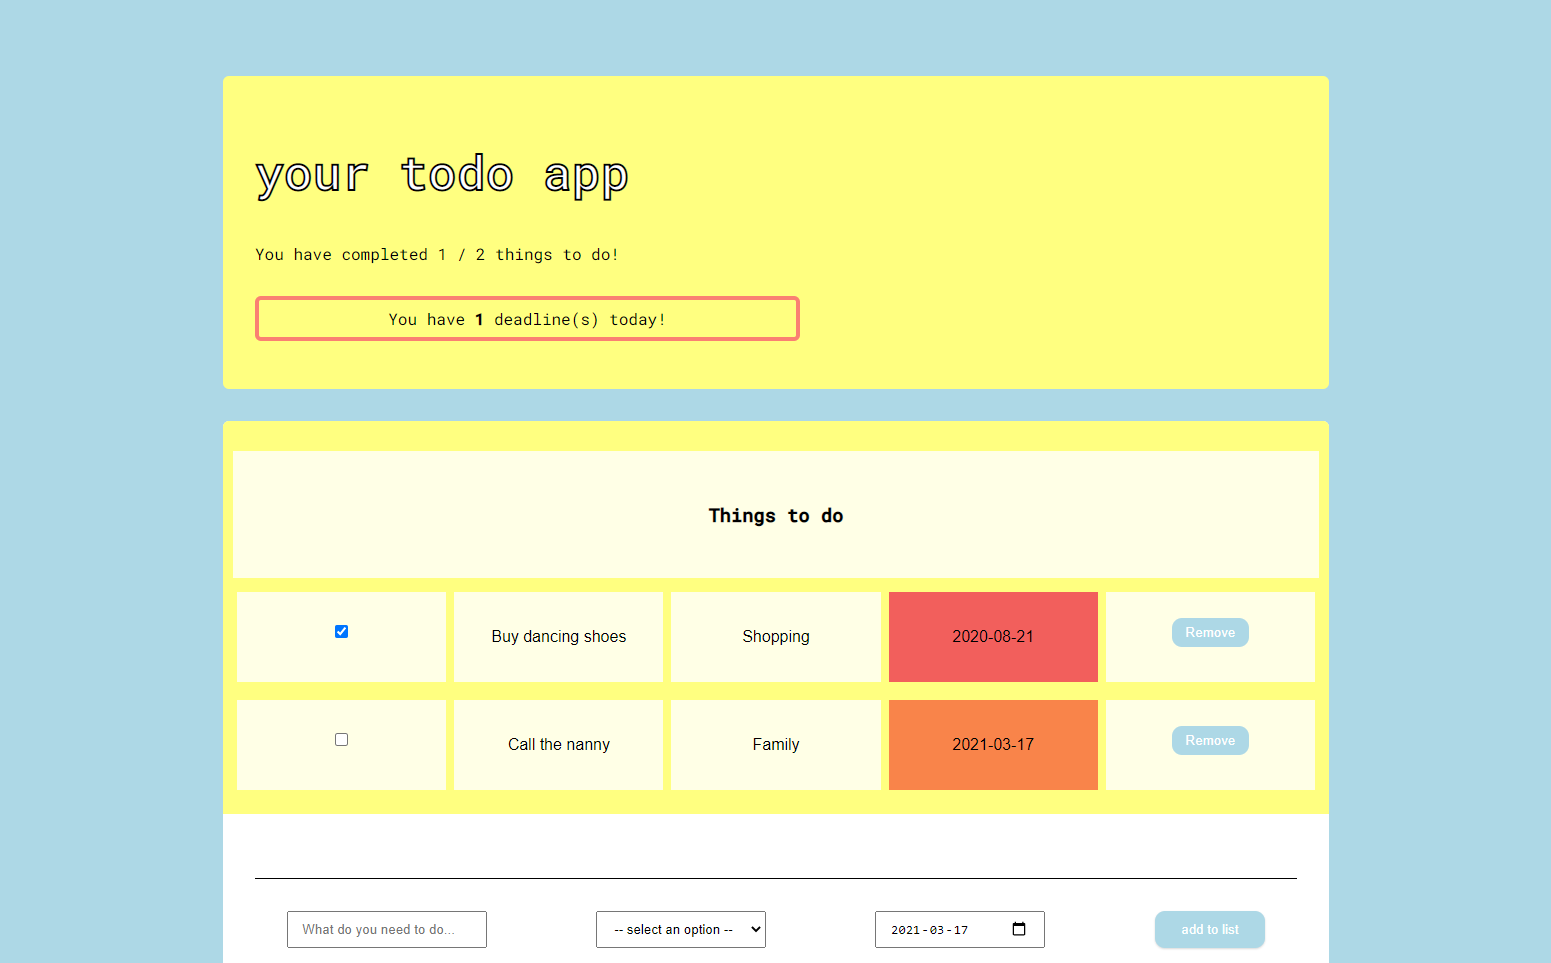 your todo app
You have completed 1 / 2 things to do!
You have 1 deadline(s) today!
Things to do
Buy dancing shoes Shopping 2020-08-21 Remove
Call the nanny Family 2021-03-17 Remove
What do you need to do... -- select an option -- 2021-03-17 add to list